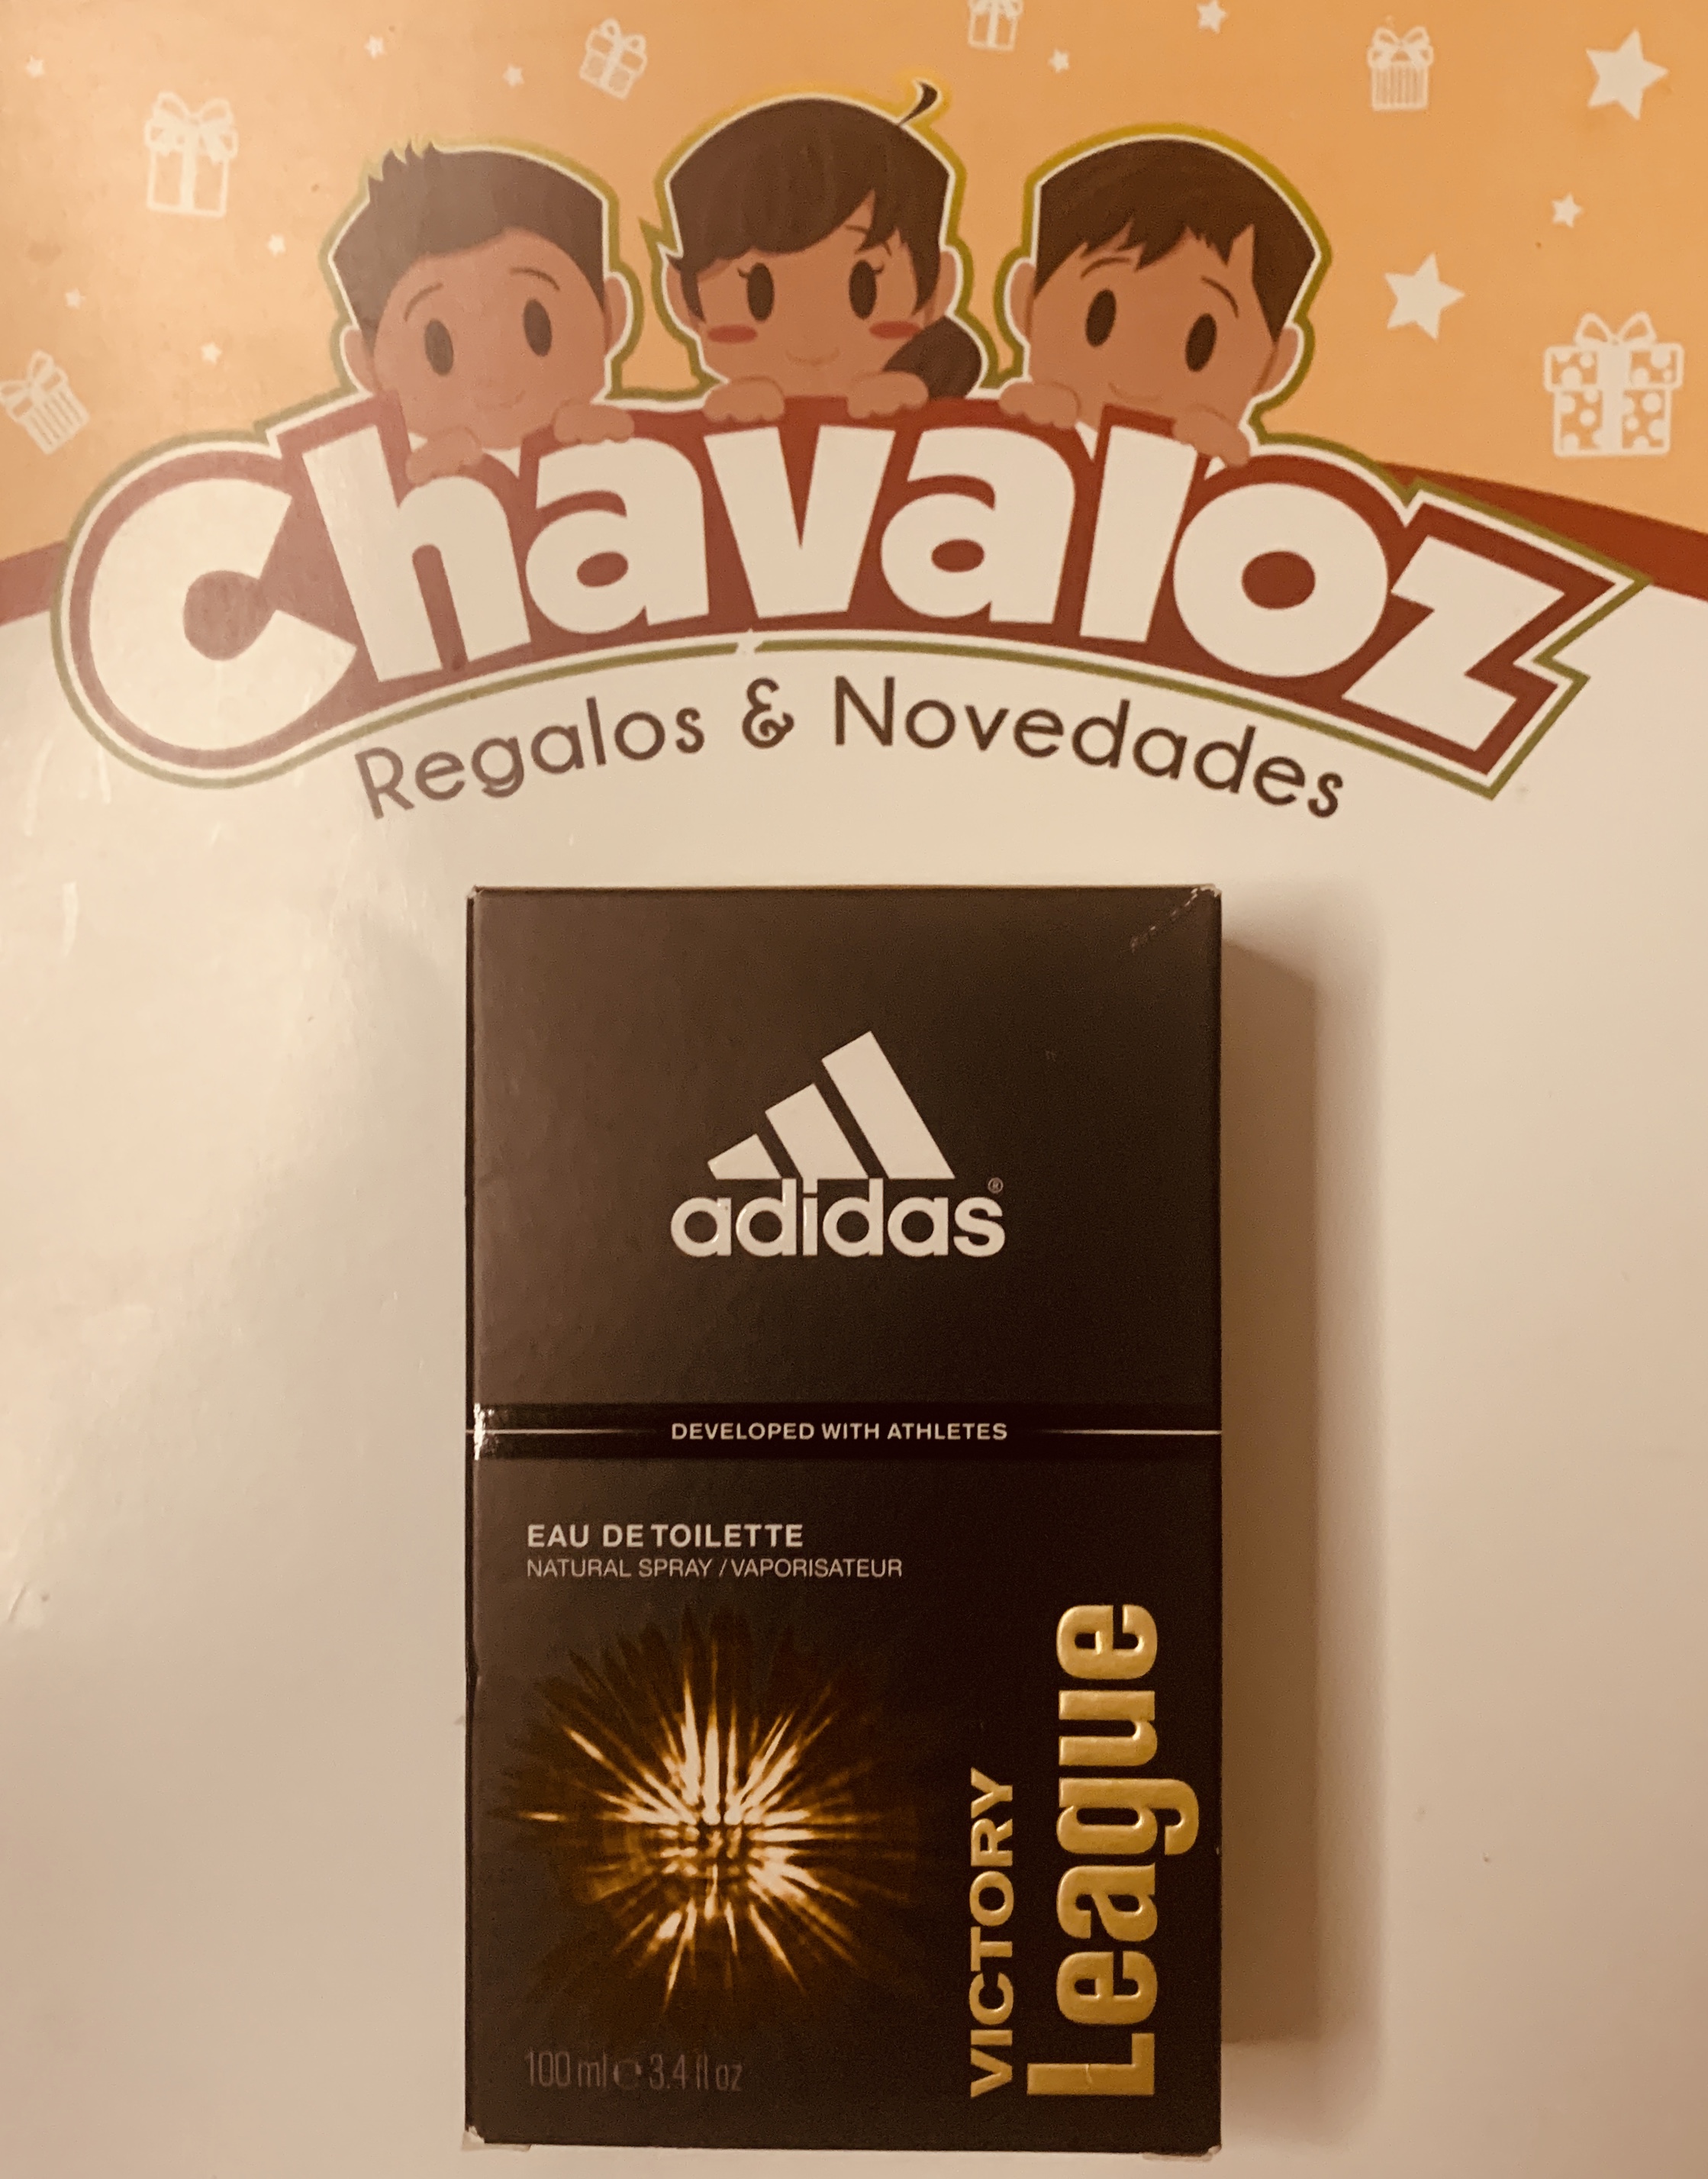 Chavaloz
Regalos & Novedades
adidas®
DEVELOPED WITH ATHLETES
EAU DE TOILETTE
NATURAL SPRAY / VAPORISATEUR
VICTORY
League
100 ml e 3.4 fl oz